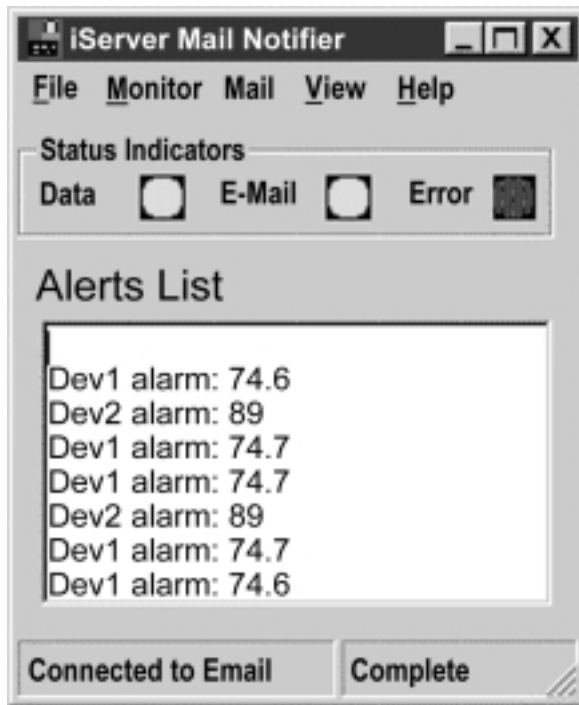 iServer Mail Notifier
File Monitor Mail View Help
Status Indicators
Data E-Mail Error
Alerts List
Dev1 alarm: 74.6
Dev2 alarm: 89
Dev1 alarm: 74.7
Dev1 alarm: 74.7
Dev2 alarm: 89
Dev1 alarm: 74.7
Dev1 alarm: 74.6
Connected to Email Complete